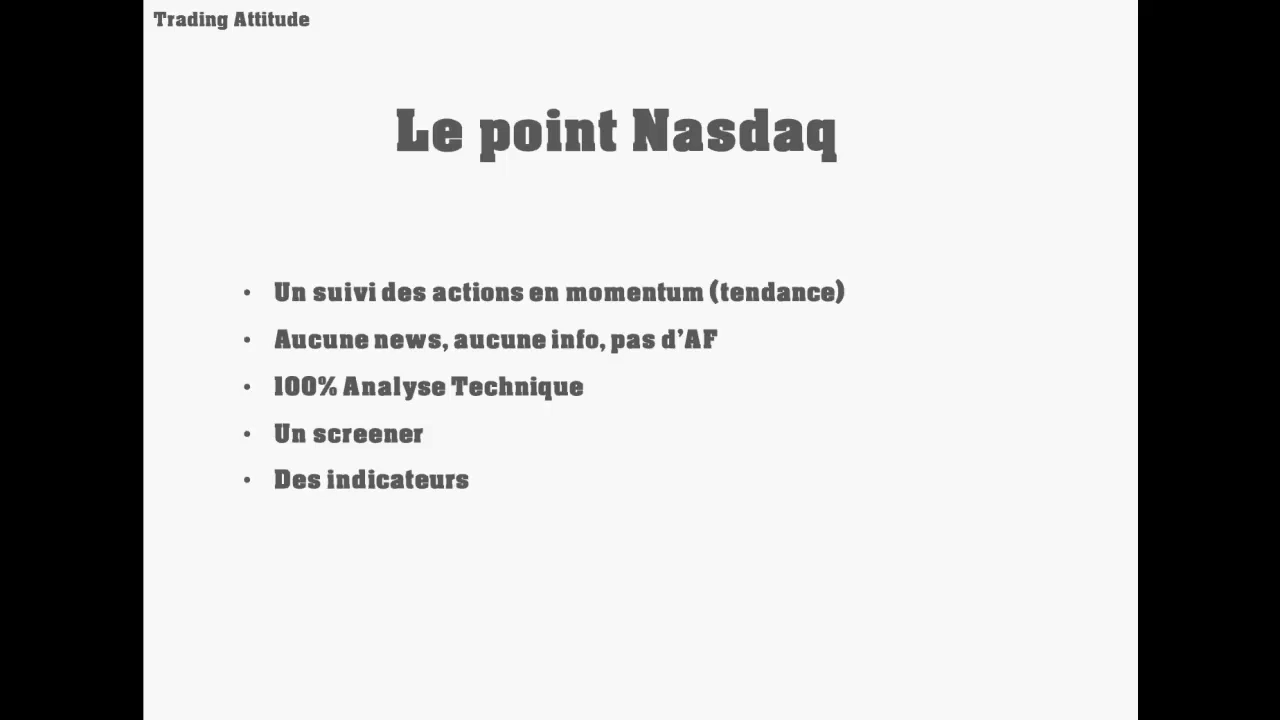 Trading Attitude
Le point Nasdaq
• Un suivi des actions en momentum (tendance)
• Aucune news, aucune info, pas d’AF
• 100% Analyse Technique
• Un screener
• Des indicateurs